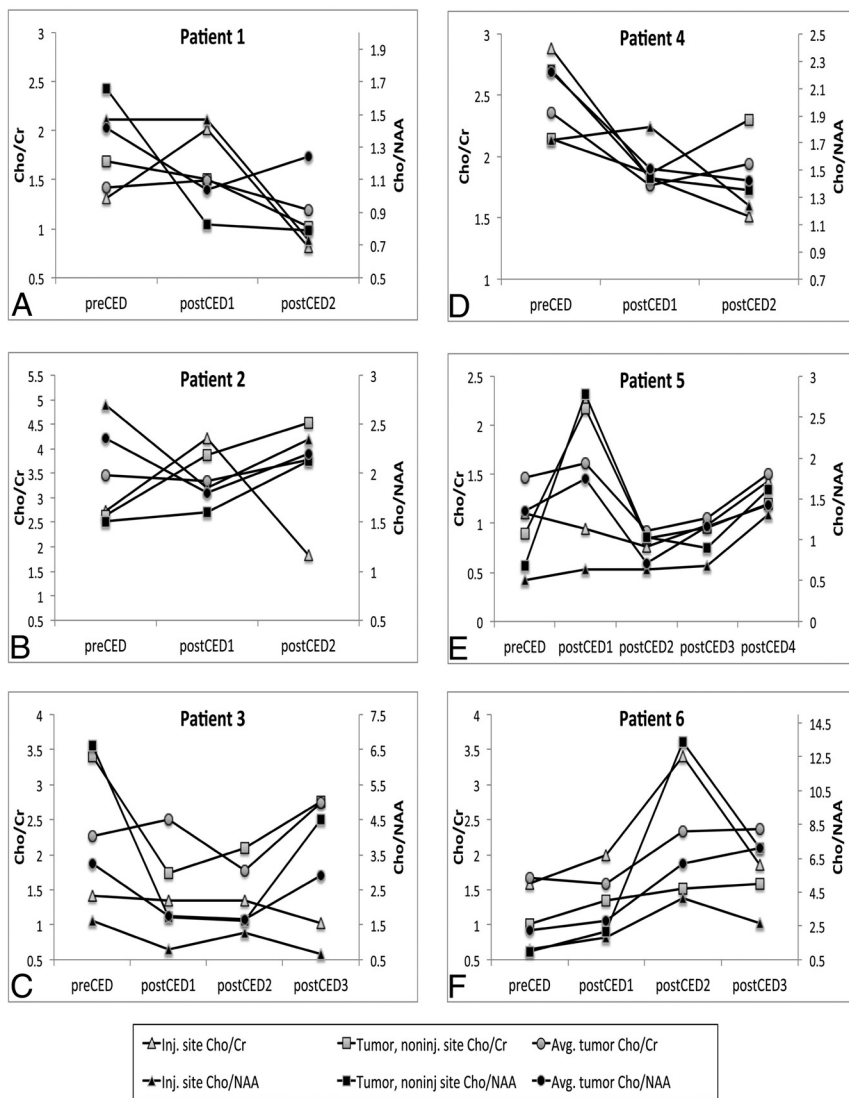 Patient 1
Cho/Cr
3
2.5
2
1.5
1
0.5
Cho/NAA
1.9
1.7
1.5
1.3
1.1
0.9
0.7
0.5
preCED postCED1 postCED2
A
Patient 4
Cho/Cr
3
2.5
2
1.5
1
Cho/NAA
2.5
2.3
2.1
1.9
1.7
1.5
1.3
1.1
0.9
0.7
preCED postCED1 postCED2
D
Patient 2
Cho/Cr
5.5
5
4.5
4
3.5
3
2.5
2
1.5
1
0.5
Cho/NAA
3
2.5
2
1.5
1
0.5
preCED postCED1 postCED2
B
Patient 5
Cho/Cr
2.5
2
1.5
1
0.5
0
Cho/NAA
3
2.5
2
1.5
1
0.5
0
preCED postCED1 postCED2 postCED3 postCED4
E
Patient 3
Cho/Cr
4
3.5
3
2.5
2
1.5
1
0.5
Cho/NAA
7.5
6.5
5.5
4.5
3.5
2.5
1.5
0.5
preCED postCED1 postCED2 postCED3
C
Patient 6
Cho/Cr
4
3.5
3
2.5
2
1.5
1
0.5
Cho/NAA
14.5
12.5
10.5
8.5
6.5
4.5
2.5
0.5
preCED postCED1 postCED2 postCED3
F
Inj. site Cho/Cr Tumor, noninj. site Cho/Cr Avg. tumor Cho/Cr
Inj. site Cho/NAA Tumor, noninj site Cho/NAA Avg. tumor Cho/NAA